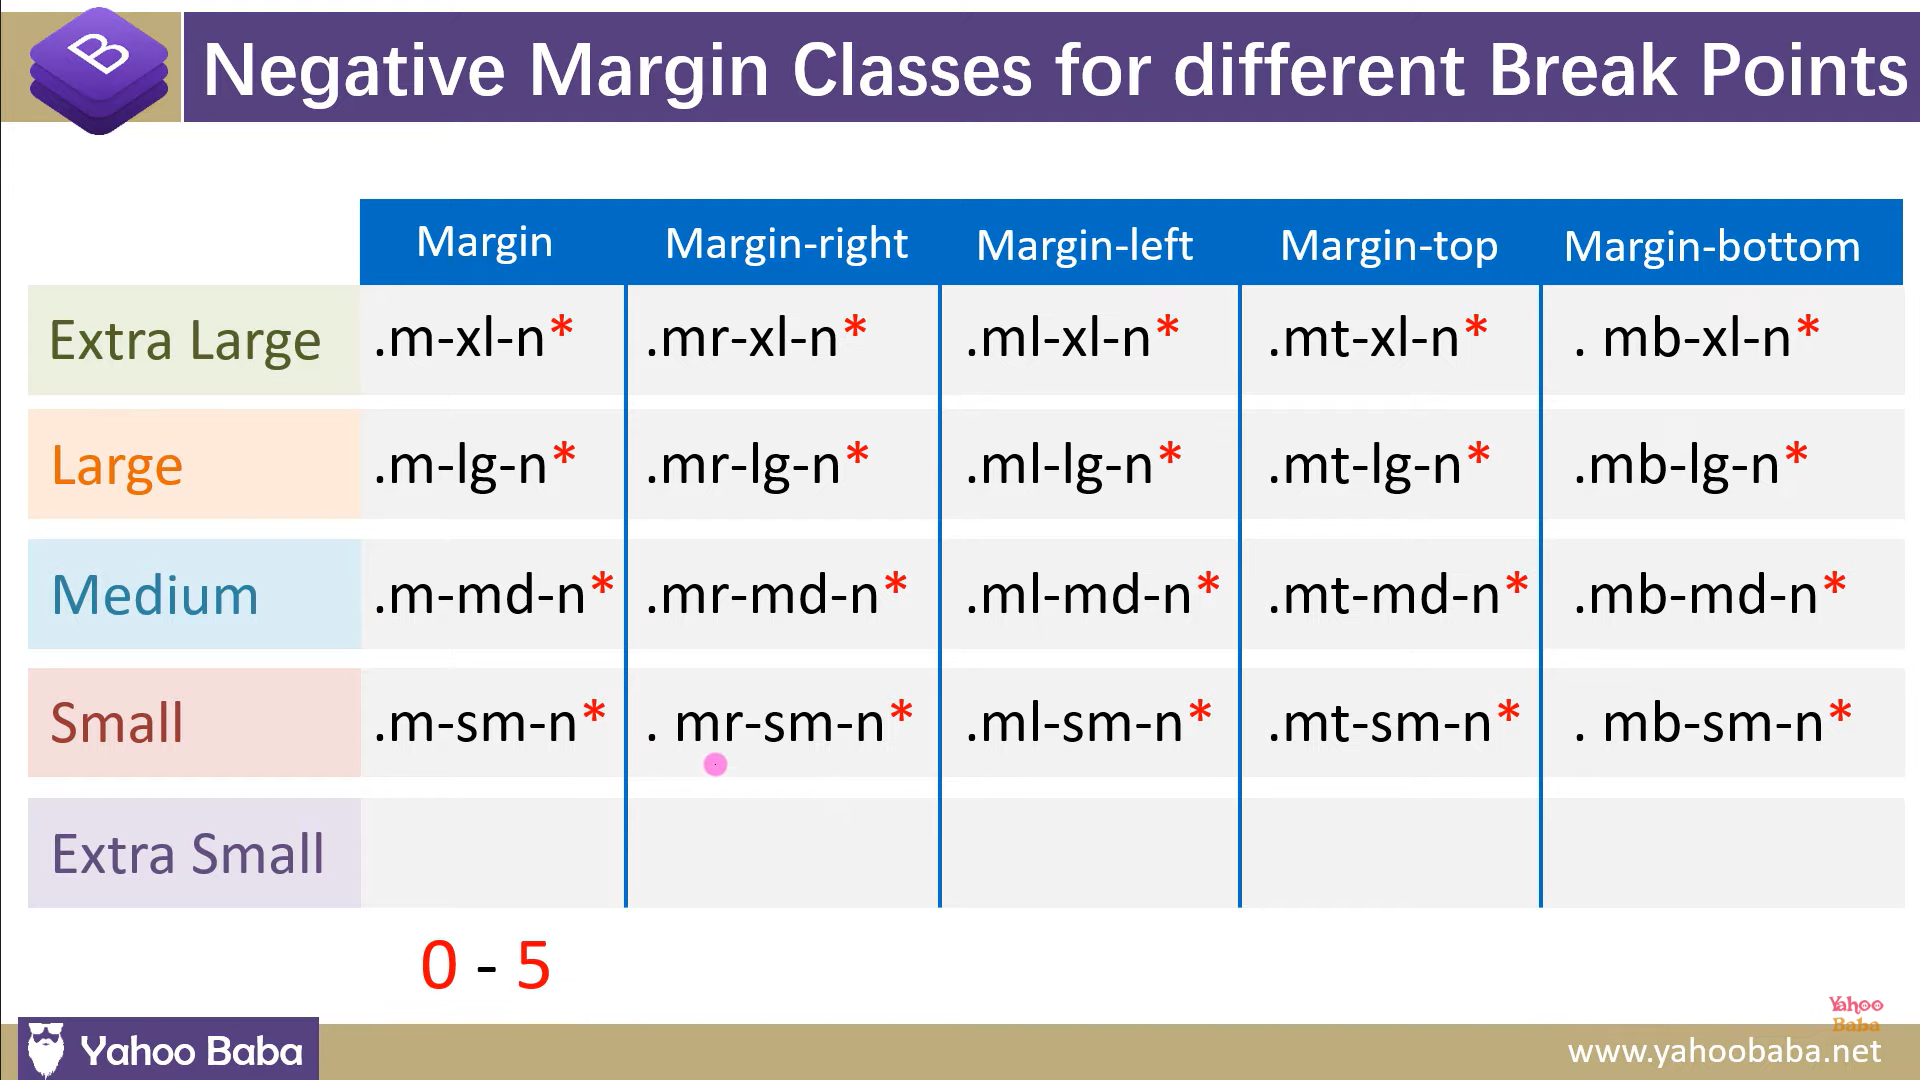 B
Negative Margin Classes for different Break Points
Margin Margin-right Margin-left Margin-top Margin-bottom
Extra Large .m-xl-n* .mr-xl-n* .ml-xl-n* .mt-xl-n* . mb-xl-n*
Large .m-lg-n* .mr-lg-n* .ml-lg-n* .mt-lg-n* .mb-lg-n*
Medium .m-md-n* .mr-md-n* .ml-md-n* .mt-md-n* .mb-md-n*
Small .m-sm-n* . mr-sm-n* .ml-sm-n* .mt-sm-n* . mb-sm-n*
Extra Small
0 - 5
Yahoo
Baba
Yahoo Baba
www.yahoobaba.net